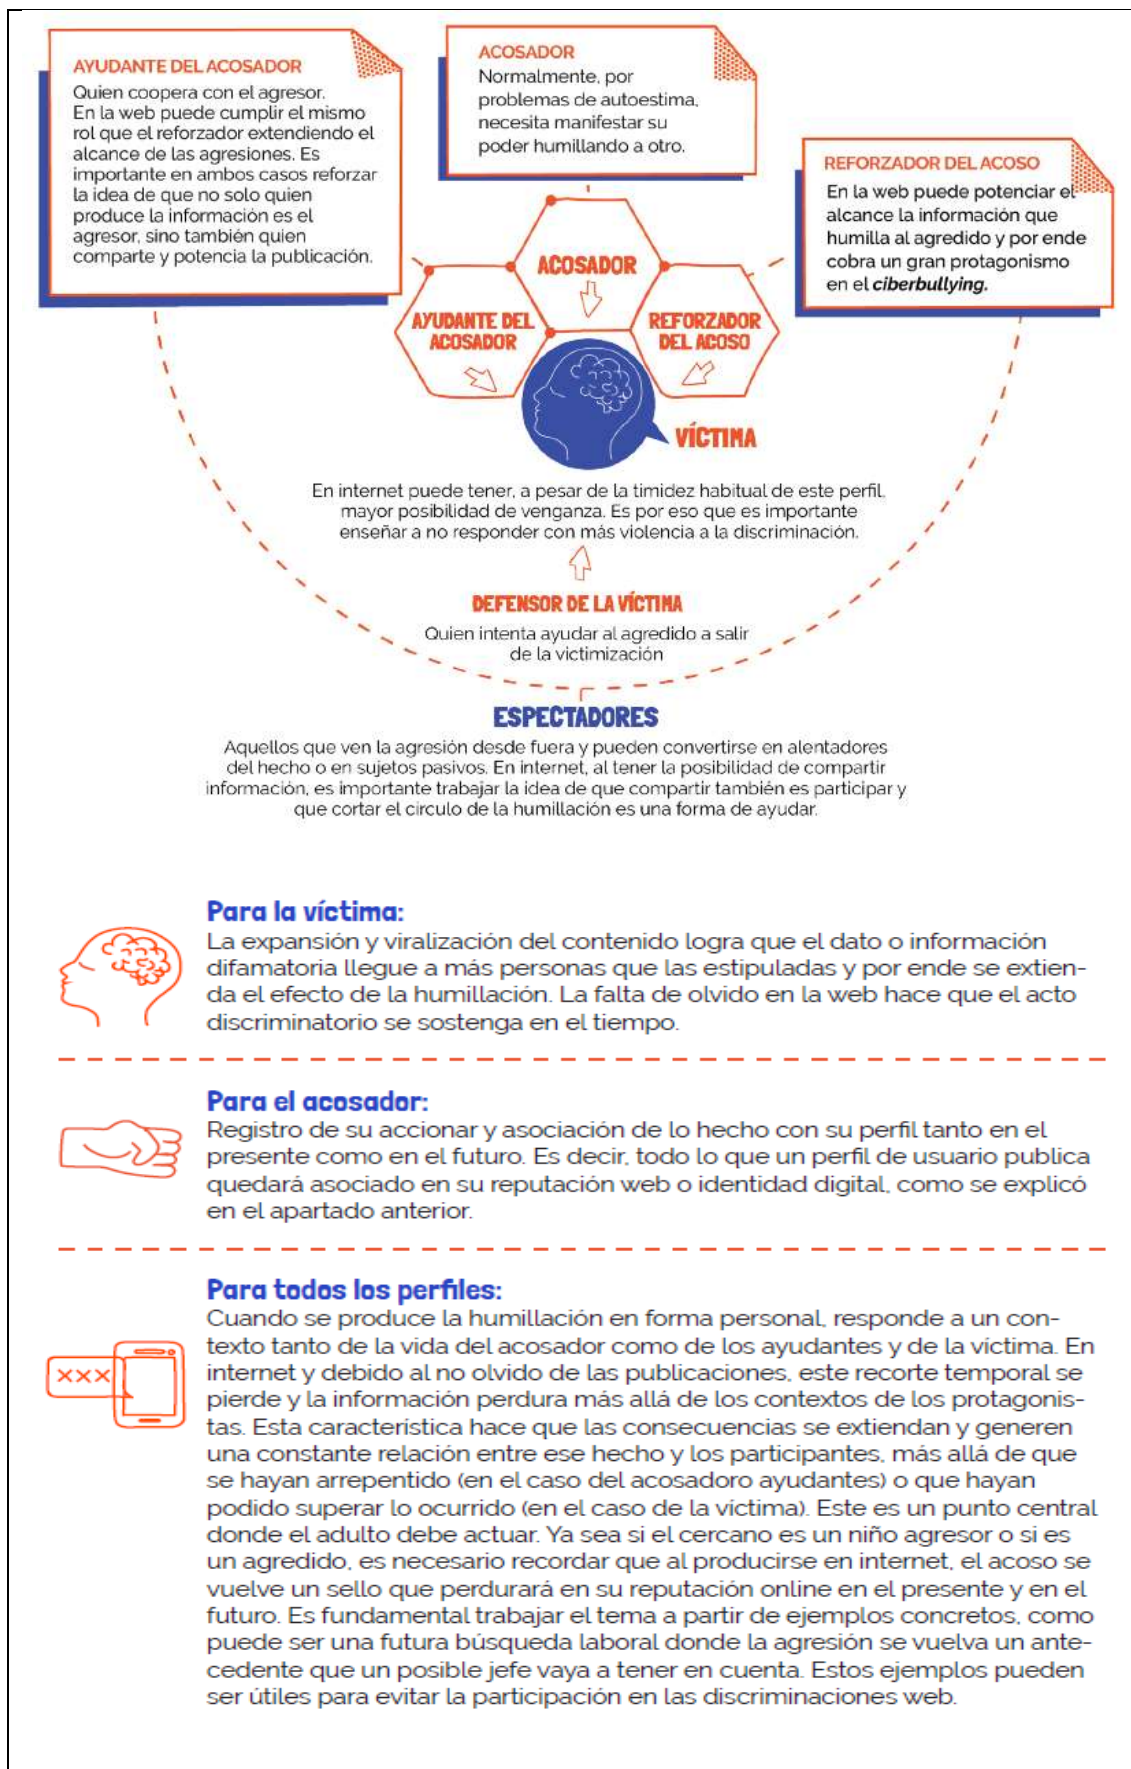 AYUDANTE DEL ACOSADOR
Quien coopera con el agresor.
En la web puede cumplir el mismo
rol que el reforzador extendiendo el
alcance de las agresiones. Es
importante en ambos casos reforzar
la idea de que no solo quien
produce la información es el
agresor, sino también quien
comparte y potencia la publicación.
ACOSADOR
Normalmente, por
problemas de autoestima,
necesita manifestar su
poder humillando a otro.
REFORZADOR DEL ACOSO
En la web puede potenciar el
alcance la información que
humilla al agredido y por ende
cobra un gran protagonismo
en el ciberbullying.
ACOSADOR
AYUDANTE DEL
ACOSADOR
REFORZADOR
DEL ACOSO
VÍCTIMA
En internet puede tener, a pesar de la timidez habitual de este perfil,
mayor posibilidad de venganza. Es por eso que es importante
enseñar a no responder con más violencia a la discriminación.
DEFENSOR DE LA VÍCTIMA
Quien intenta ayudar al agredido a salir
de la victimización
ESPECTADORES
Aquellos que ven la agresión desde fuera y pueden convertirse en alentadores
del hecho o en sujetos pasivos. En internet, al tener la posibilidad de compartir
información, es importante trabajar la idea de que compartir también es participar y
que cortar el circulo de la humillación es una forma de ayudar.
Para la víctima:
La expansión y viralización del contenido logra que el dato o información
difamatoria llegue a más personas que las estipuladas y por ende se extien-
da el efecto de la humillación. La falta de olvido en la web hace que el acto
discriminatorio se sostenga en el tiempo.
Para el acosador:
Registro de su accionar y asociación de lo hecho con su perfil tanto en el
presente como en el futuro. Es decir, todo lo que un perfil de usuario publica
quedará asociado en su reputación web o identidad digital, como se explicó
en el apartado anterior.
Para todos los perfiles:
Cuando se produce la humillación en forma personal, responde a un con-
texto tanto de la vida del acosador como de los ayudantes y de la víctima. En
internet y debido al no olvido de las publicaciones, este recorte temporal se
pierde y la información perdura más allá de los contextos de los protagonis-
tas. Esta característica hace que las consecuencias se extiendan y generen
una constante relación entre ese hecho y los participantes, más allá de que
se hayan arrepentido (en el caso del acosadoro ayudantes) o que hayan
podido superar lo ocurrido (en el caso de la víctima). Este es un punto central
donde el adulto debe actuar. Ya sea si el cercano es un niño agresor o si es
un agredido, es necesario recordar que al producirse en internet, el acoso se
vuelve un sello que perdurará en su reputación online en el presente y en el
futuro. Es fundamental trabajar el tema a partir de ejemplos concretos, como
puede ser una futura búsqueda laboral donde la agresión se vuelva un ante-
cedente que un posible jefe vaya a tener en cuenta. Estos ejemplos pueden
ser útiles para evitar la participación en las discriminaciones web.
XXX